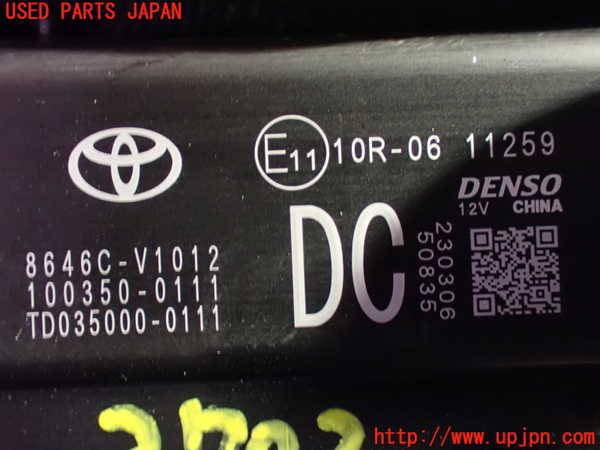 USED PARTS JAPAN
E11 10R-06 11259
DENSO
12V CHINA
8646C-V1012
100350-0111
TD035000-0111
DC
230306
50835
http://www.upjpn.com/